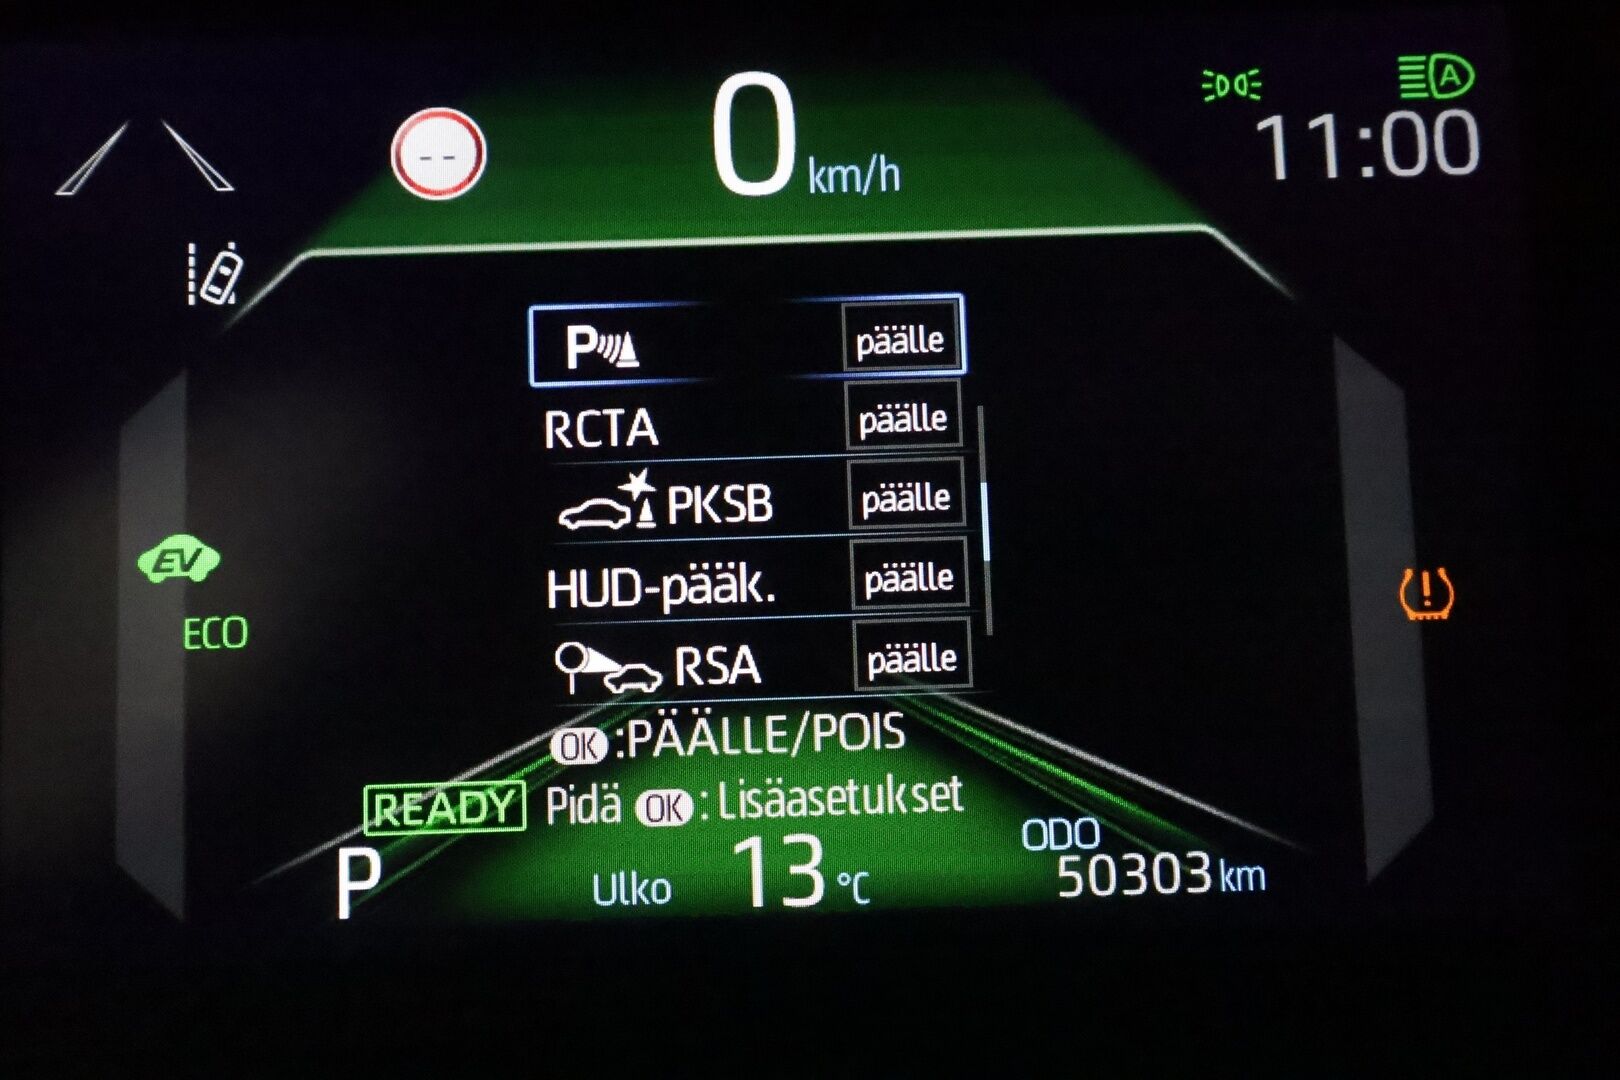 0 km/h
A
11:00
--
P päälle
RCTA päälle
PKSB päälle
HUD-pääk. päälle
RSA päälle
OK :PÄÄLLE/POIS
Pidä OK : Lisäasetukset
EV
ECO
READY
P
Ulko 13 °C
ODO
50303 km